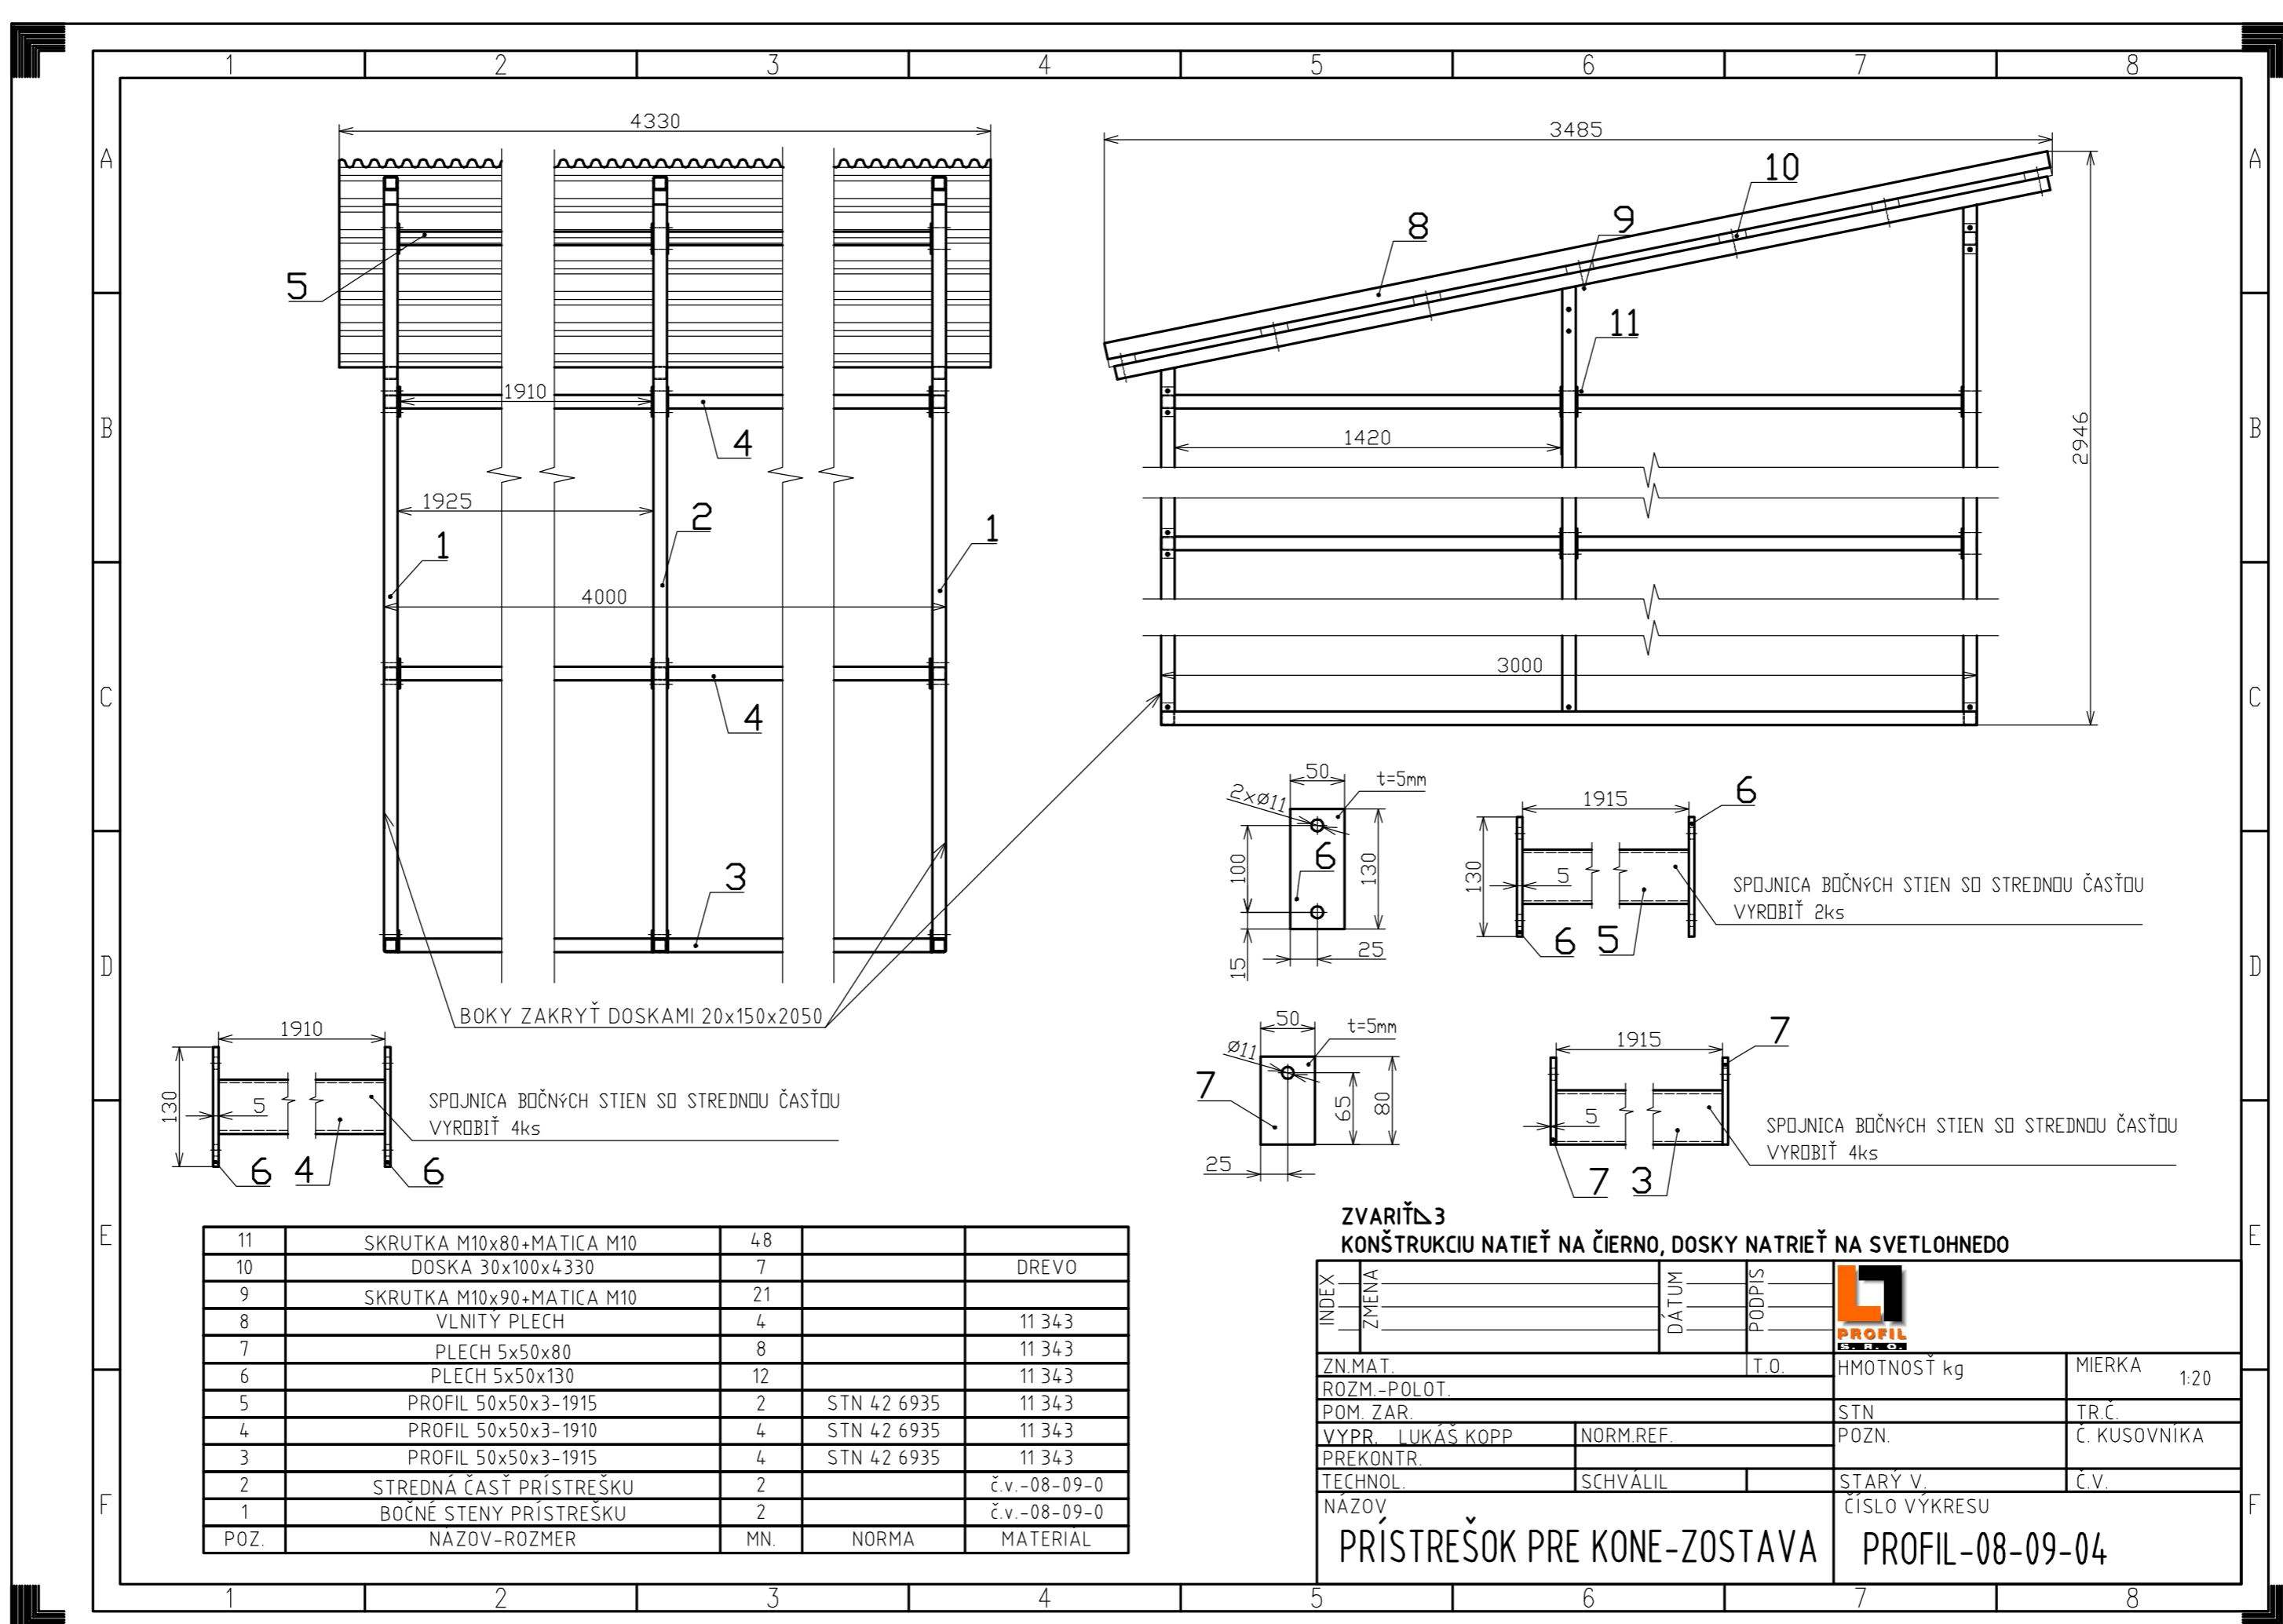 1 2 3 4 5 6 7 8
A A
B B
C C
D D
E E
F F
4330
5
1910
4
1925
1
2
1
4000
4
3
BOKY ZAKRYŤ DOSKAMI 20x150x2050
3485
10
9
8
11
1420
2946
3000
50
t=5mm
2xø11
100
6
130
15
25
1915
6
130
5
6 5
SPOJNICA BOČNÝCH STIEN SO STREDNOU ČASŤOU
VYROBIŤ 2ks
1910
130
5
6 4 6
SPOJNICA BOČNÝCH STIEN SO STREDNOU ČASŤOU
VYROBIŤ 4ks
50
t=5mm
ø11
7
65
80
25
1915
7
5
7 3
SPOJNICA BOČNÝCH STIEN SO STREDNOU ČASŤOU
VYROBIŤ 4ks
ZVARIŤ 3
KONŠTRUKCIU NATIEŤ NA ČIERNO, DOSKY NATRIEŤ NA SVETLOHNEDO
11 SKRUTKA M10x80+MATICA M10 48
10 DOSKA 30x100x4330 7 DREVO
9 SKRUTKA M10x90+MATICA M10 21
8 VLNITÝ PLECH 4 11 343
7 PLECH 5x50x80 8 11 343
6 PLECH 5x50x130 12 11 343
5 PROFIL 50x50x3-1915 2 STN 42 6935 11 343
4 PROFIL 50x50x3-1910 4 STN 42 6935 11 343
3 PROFIL 50x50x3-1915 4 STN 42 6935 11 343
2 STREDNÁ ČASŤ PRÍSTREŠKU 2 č.v.-08-09-0
1 BOČNÉ STENY PRÍSTREŠKU 2 č.v.-08-09-0
POZ. NÁZOV-ROZMER MN. NORMA MATERIÁL
INDEX ZMENA DÁTUM PODPIS
PROFIL
S. R. O.
ZN.MAT. T.O. HMOTNOSŤ kg MIERKA 1:20
ROZM.-POLOT.
POM. ZAR. STN TR.Č.
VYPR. LUKÁŠ KOPP NORM.REF. POZN. Č. KUSOVNÍKA
PREKONTR.
TECHNOL. SCHVÁLIL STARÝ V. Č.V.
NÁZOV ČÍSLO VÝKRESU
PRÍSTREŠOK PRE KONE-ZOSTAVA PROFIL-08-09-04
1 2 3 4 5 6 7 8